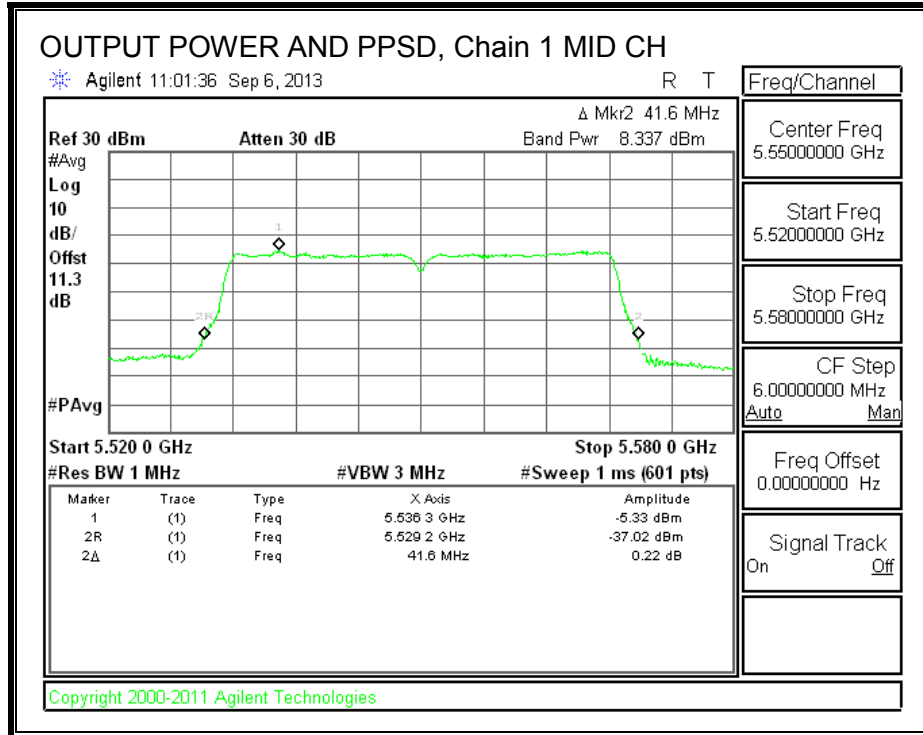 OUTPUT POWER AND PPSD, Chain 1 MID CH
Agilent 11:01:36 Sep 6, 2013 R T
Δ Mkr2 41.6 MHz
Ref 30 dBm Atten 30 dB Band Pwr 8.337 dBm
#Avg
Log
10
dB/
Offst
11.3
dB
#PAvg
1
2R
2
Start 5.520 0 GHz Stop 5.580 0 GHz
#Res BW 1 MHz #VBW 3 MHz #Sweep 1 ms (601 pts)
Marker Trace Type X Axis Amplitude
1 (1) Freq 5.536 3 GHz -5.33 dBm
2R (1) Freq 5.529 2 GHz -37.02 dBm
2Δ (1) Freq 41.6 MHz 0.22 dB
Freq/Channel
Center Freq
5.55000000 GHz
Start Freq
5.52000000 GHz
Stop Freq
5.58000000 GHz
CF Step
6.00000000 MHz
Auto Man
Freq Offset
0.00000000 Hz
Signal Track
On Off
Copyright 2000-2011 Agilent Technologies